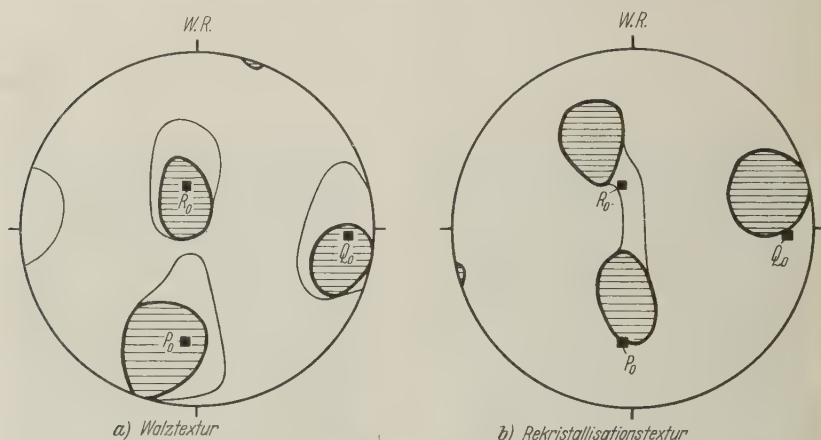 W.R.
R₀
Q₀
P₀
a) Walztextur
W.R.
R₀.
Q₀
P₀
b) Rekristallisationstextur